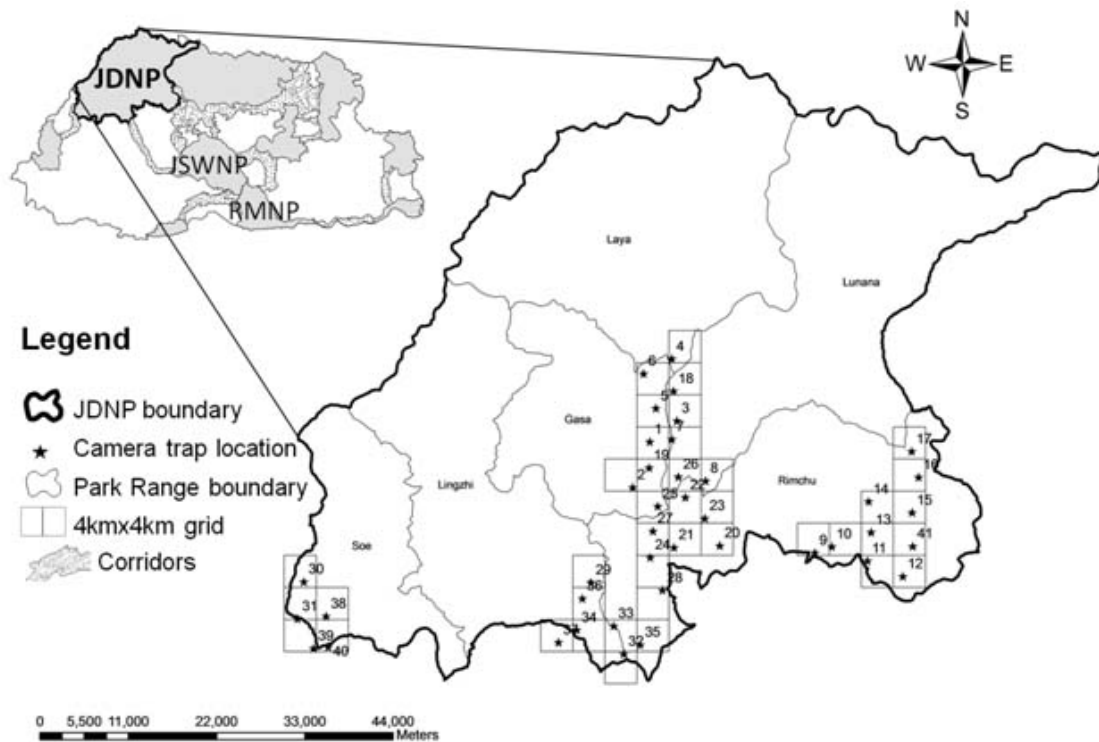 JDNP
JSWNP
RMNP
N
W E
S
Laya
Lunana
Gasa
Lingzhi
Soe
Rimchu
4
6
18
5
3
1
7
19
2
26
8
22
25
23
27
24
21
20
28
17
16
14
15
13
9
10
11
41
12
29
36
34
33
37
32
35
30
31
38
39
40
Legend
JDNP boundary
Camera trap location
Park Range boundary
4kmx4km grid
Corridors
0 5,500 11,000 22,000 33,000 44,000
Meters